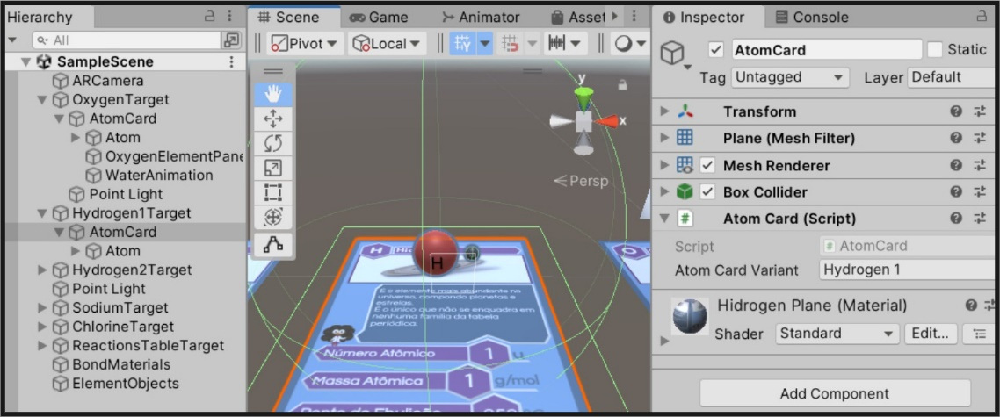 Hierarchy
All
SampleScene
ARCamera
OxygenTarget
AtomCard
Atom
OxygenElementPane
WaterAnimation
Point Light
Hydrogen1Target
AtomCard
Atom
Hydrogen2Target
Point Light
SodiumTarget
ChlorineTarget
ReactionsTableTarget
BondMaterials
ElementObjects
Scene
Game
Animator
Asset
Pivot
Local
y
x
Persp
H
H
O
É o elemento mais abundante no
universo, compondo planetas e
estrelas.
É o único que não se enquadra em
nenhuma família da tabela
periódica.
Número Atômico 1 u
Massa Atômica 1 g/mol
Inspector
Console
AtomCard
Static
Tag Untagged
Layer Default
Transform
Plane (Mesh Filter)
Mesh Renderer
Box Collider
# Atom Card (Script)
Script # AtomCard
Atom Card Variant Hydrogen 1
Hidrogen Plane (Material)
Shader Standard Edit...
Add Component